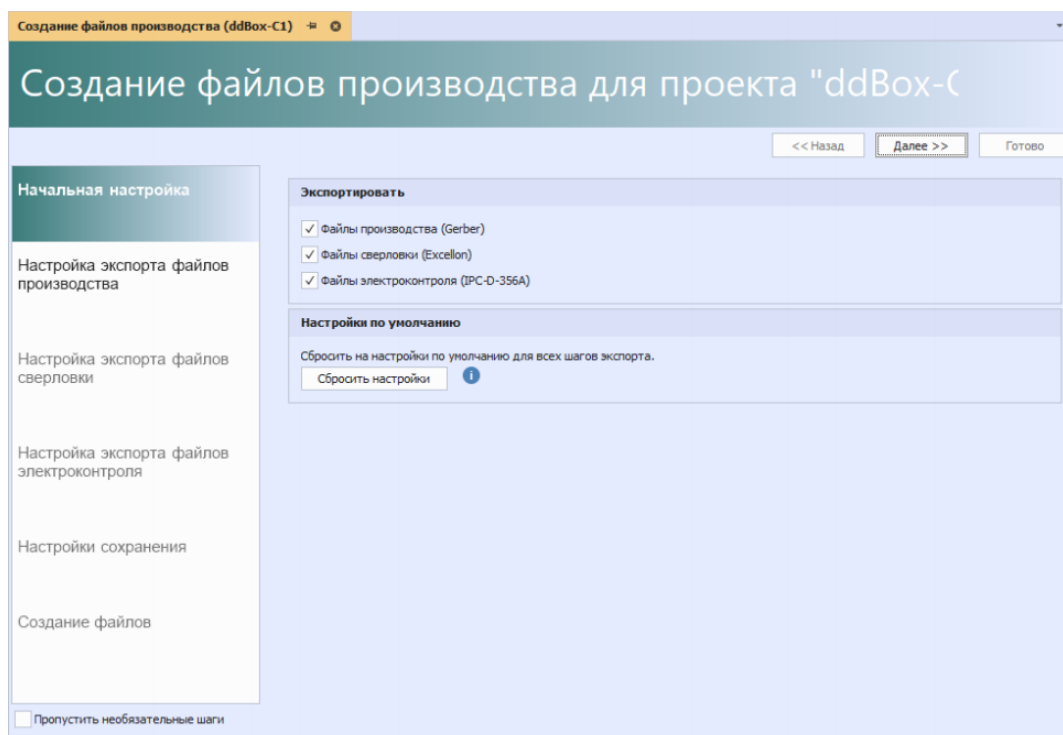 Создание файлов производства (ddBox-C1)
Создание файлов производства для проекта "ddBox-C
<< Назад
Далее >>
Готово
Начальная настройка
Настройка экспорта файлов
производства
Настройка экспорта файлов
сверловки
Настройка экспорта файлов
электроконтроля
Настройки сохранения
Создание файлов
Пропустить необязательные шаги
Экспортировать
Файлы производства (Gerber)
Файлы сверловки (Excellon)
Файлы электроконтроля (IPC-D-356A)
Настройки по умолчанию
Сбросить на настройки по умолчанию для всех шагов экспорта.
Сбросить настройки